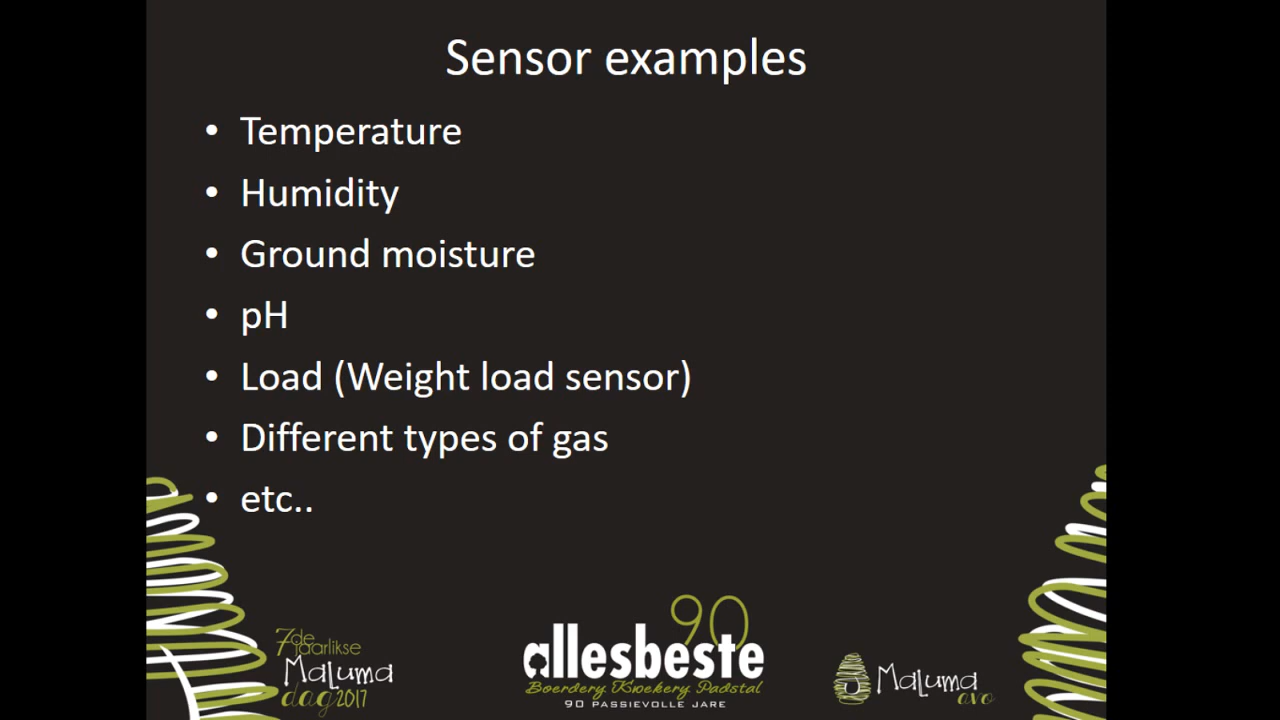 Sensor examples
• Temperature
• Humidity
• Ground moisture
• pH
• Load (Weight load sensor)
• Different types of gas
• etc..
7de
jaarlikse
Maluma
dag 2017
90
allesbeste
Boerdery Kwekery Padstal
90 PASSIEVOLLE JARE
Maluma
avo